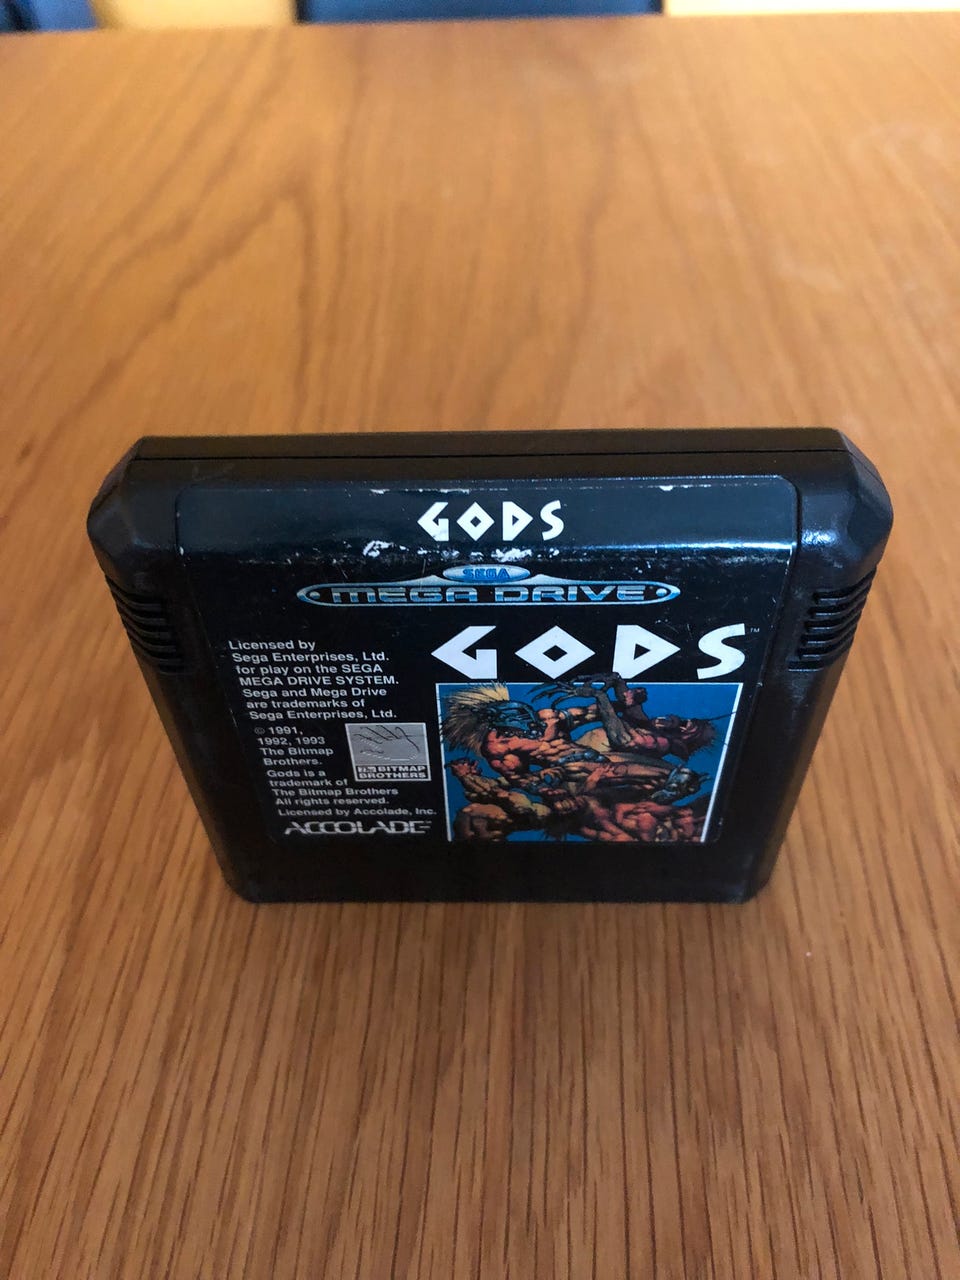 GODS
SEGA
MEGA DRIVE
GODS™
Licensed by
Sega Enterprises, Ltd.
for play on the SEGA
MEGA DRIVE SYSTEM.
Sega and Mega Drive
are trademarks of
Sega Enterprises, Ltd.
© 1991,
1992, 1993
The Bitmap
Brothers.
BITMAP
BROTHERS
Gods is a
trademark of
The Bitmap Brothers
All rights reserved.
Licensed by Accolade, Inc.
ACCOLADE